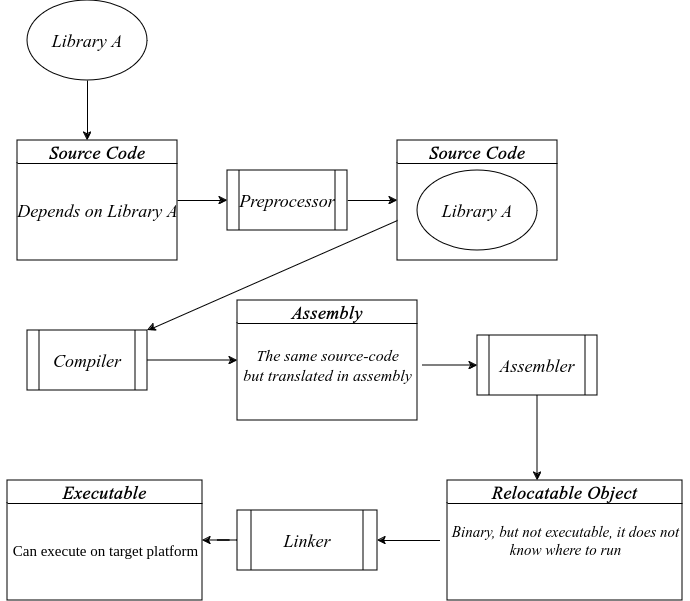 Library A
Source Code
Depends on Library A
Preprocessor
Source Code
Library A
Compiler
Assembly
The same source-code
but translated in assembly
Assembler
Executable
Can execute on target platform
Linker
Relocatable Object
Binary, but not executable, it does not
know where to run